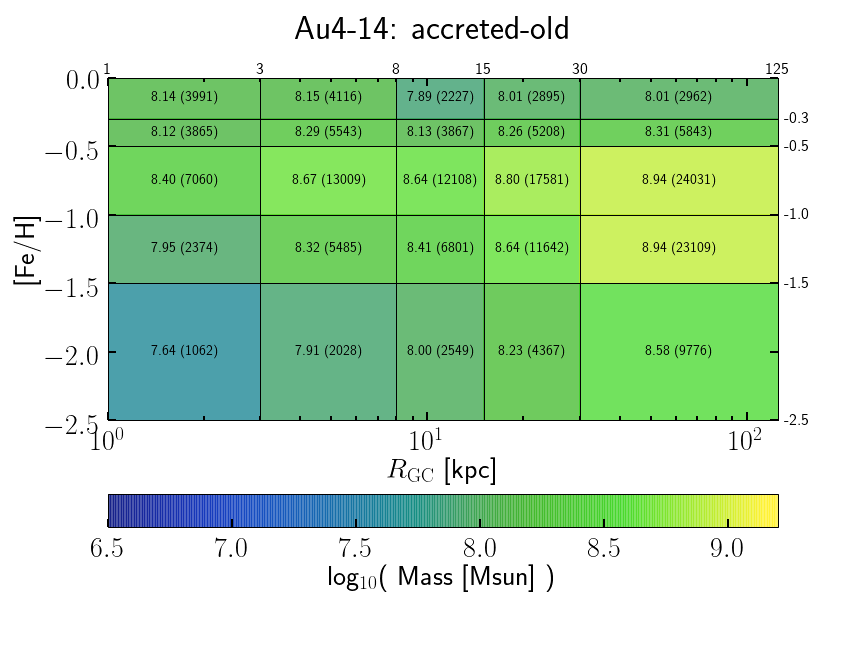 Au4-14: accreted-old
1 3 8 15 30 125
0.0
8.14 (3991) 8.15 (4116) 7.89 (2227) 8.01 (2895) 8.01 (2962)
-0.3
8.12 (3865) 8.29 (5543) 8.13 (3867) 8.26 (5208) 8.31 (5843)
−0.5 -0.5
8.40 (7060) 8.67 (13009) 8.64 (12108) 8.80 (17581) 8.94 (24031)
−1.0 -1.0
[Fe/H]
7.95 (2374) 8.32 (5485) 8.41 (6801) 8.64 (11642) 8.94 (23109)
−1.5 -1.5
8.00 (2549)
7.64 (1062) 7.91 (2028) 8.23 (4367) 8.58 (9776)
−2.0
−2.5 -2.5
10⁰ 10¹ 10²
R_GC [kpc]
6.5 7.0 7.5 8.0 8.5 9.0
log₁₀( Mass [Msun] )